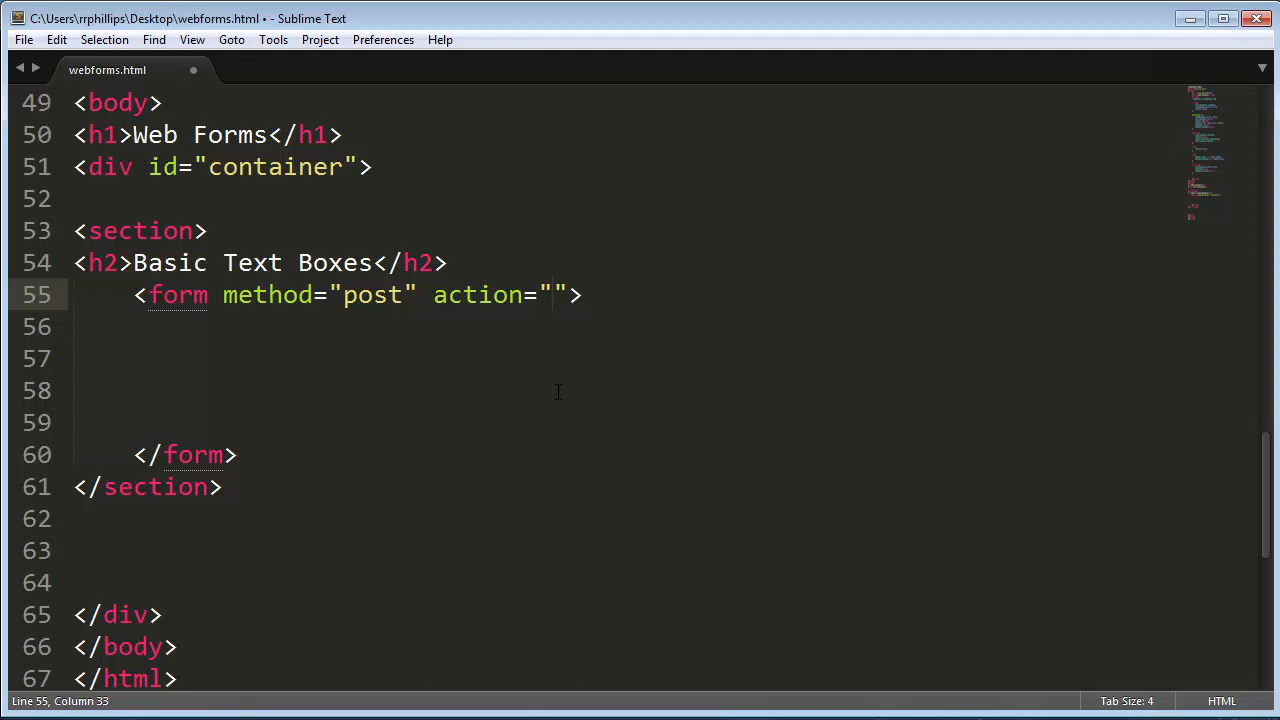 C:\Users\rrphillips\Desktop\webforms.html • - Sublime Text
File Edit Selection Find View Goto Tools Project Preferences Help
webforms.html
49 <body>
50 <h1>Web Forms</h1>
51 <div id="container">
52
53 <section>
54 <h2>Basic Text Boxes</h2>
55 <form method="post" action="">
56
57
58
59
60 </form>
61 </section>
62
63
64
65 </div>
66 </body>
67 </html>
Line 55, Column 33 Tab Size: 4 HTML